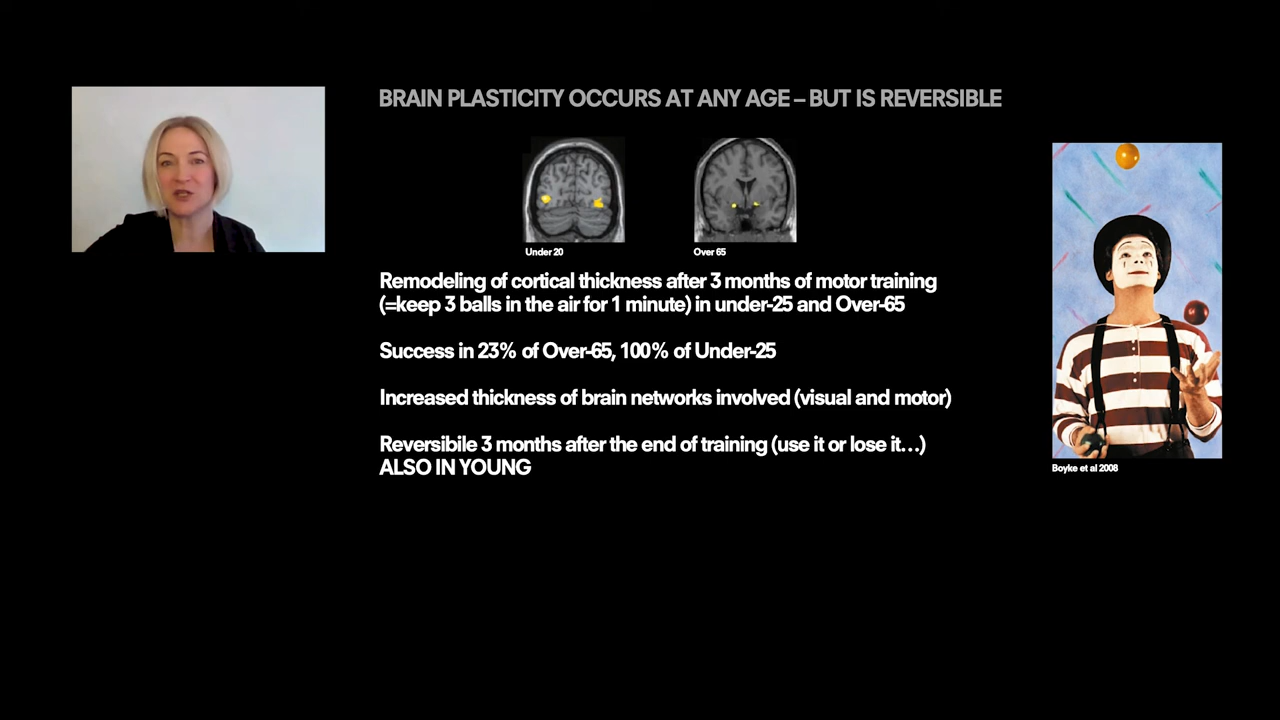 BRAIN PLASTICITY OCCURS AT ANY AGE – BUT IS REVERSIBLE
Under 20
Over 65
Remodeling of cortical thickness after 3 months of motor training
(=keep 3 balls in the air for 1 minute) in under-25 and Over-65
Success in 23% of Over-65, 100% of Under-25
Increased thickness of brain networks involved (visual and motor)
Reversibile 3 months after the end of training (use it or lose it…)
ALSO IN YOUNG
Boyke et al 2008